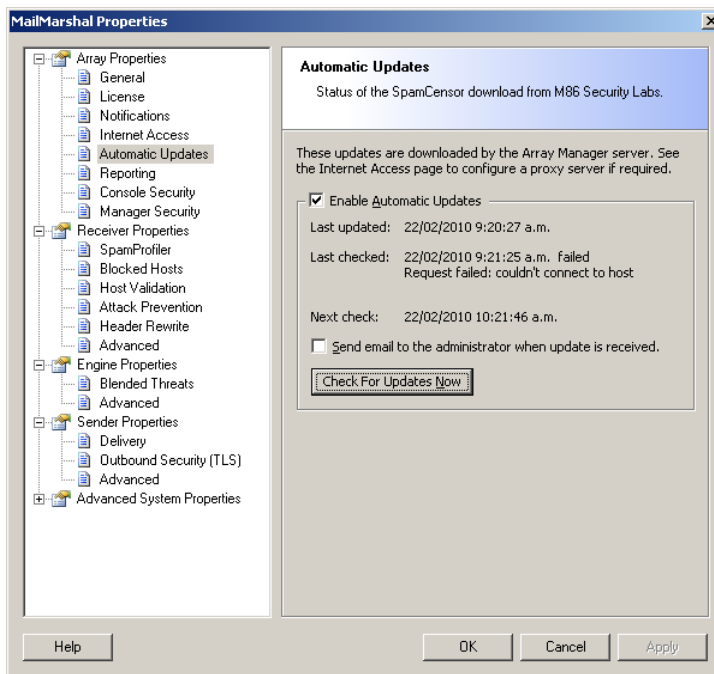 MailMarshal Properties
Array Properties
General
License
Notifications
Internet Access
Automatic Updates
Reporting
Console Security
Manager Security
Receiver Properties
SpamProfiler
Blocked Hosts
Host Validation
Attack Prevention
Header Rewrite
Advanced
Engine Properties
Blended Threats
Advanced
Sender Properties
Delivery
Outbound Security (TLS)
Advanced
Advanced System Properties
Automatic Updates
Status of the SpamCensor download from M86 Security Labs.
These updates are downloaded by the Array Manager server. See
the Internet Access page to configure a proxy server if required.
Enable Automatic Updates
Last updated: 22/02/2010 9:20:27 a.m.
Last checked: 22/02/2010 9:21:25 a.m. failed
Request failed: couldn't connect to host
Next check: 22/02/2010 10:21:46 a.m.
Send email to the administrator when update is received.
Check For Updates Now
Help OK Cancel Apply